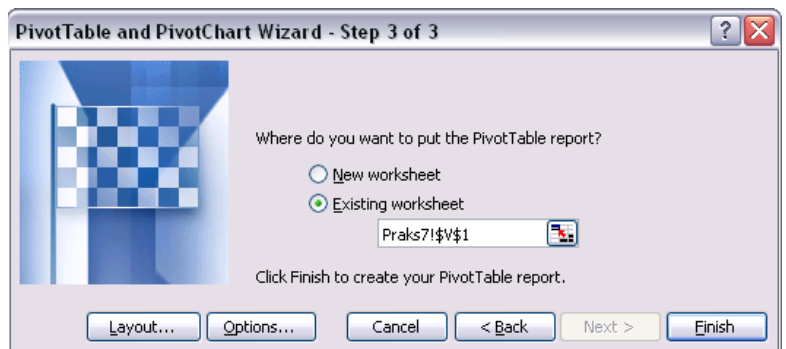 PivotTable and PivotChart Wizard - Step 3 of 3
Where do you want to put the PivotTable report?
New worksheet
Existing worksheet
Praks7!$V$1
Click Finish to create your PivotTable report.
Layout... Options... Cancel < Back Next > Finish